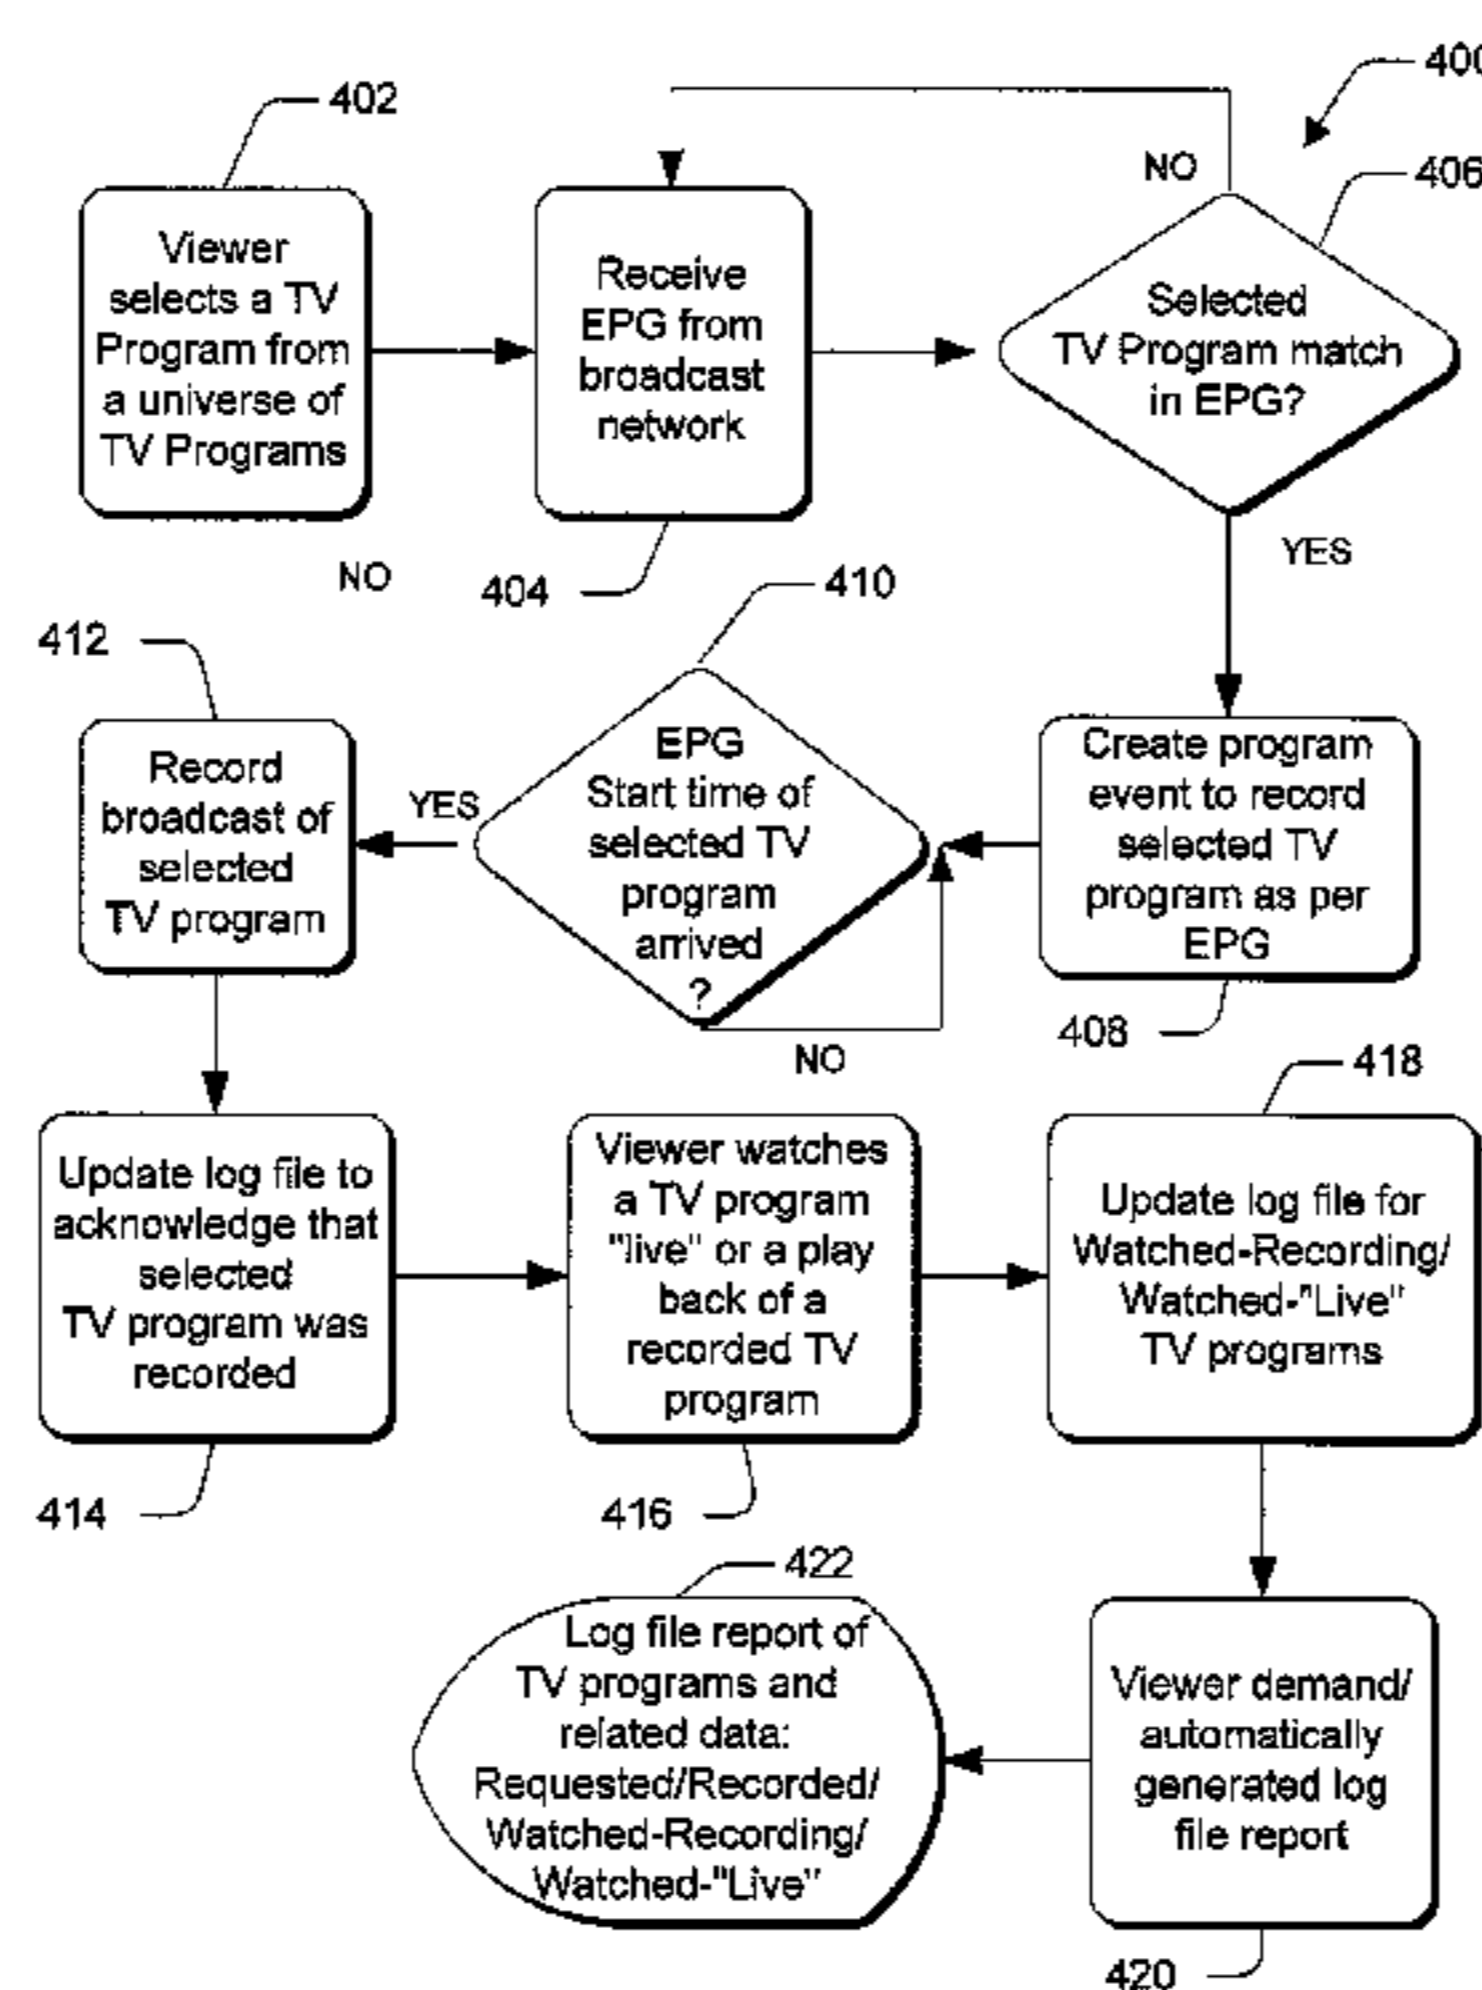 400
402
NO
406
Viewer
selects a TV
Program from
a universe of
TV Programs
Receive
EPG from
broadcast
network
Selected
TV Program match
in EPG?
YES
NO
404
410
412
Record
broadcast of
selected
TV program
YES
EPG
Start time of
selected TV
program
arrived
?
Create program
event to record
selected TV
program as per
EPG
NO
408
418
Update log file to
acknowledge that
selected
TV program was
recorded
Viewer watches
a TV program
"live" or a play
back of a
recorded TV
program
Update log file for
Watched-Recording/
Watched-"Live"
TV programs
414
416
422
Log file report of
TV programs and
related data:
Requested/Recorded/
Watched-Recording/
Watched-"Live"
Viewer demand/
automatically
generated log
file report
420